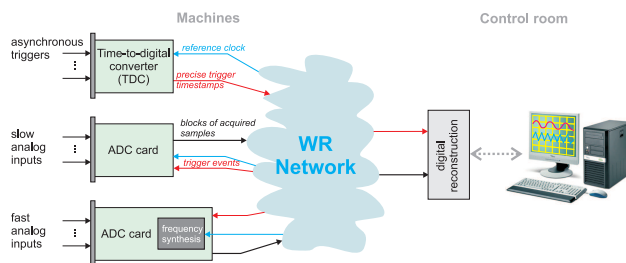 Machines
Control room
asynchronous
triggers
Time-to-digital
converter
(TDC)
reference clock
precise trigger
timestamps
slow
analog
inputs
ADC card
blocks of acquired
samples
trigger events
WR
Network
digital
reconstruction
fast
analog
inputs
ADC card
frequency
synthesis